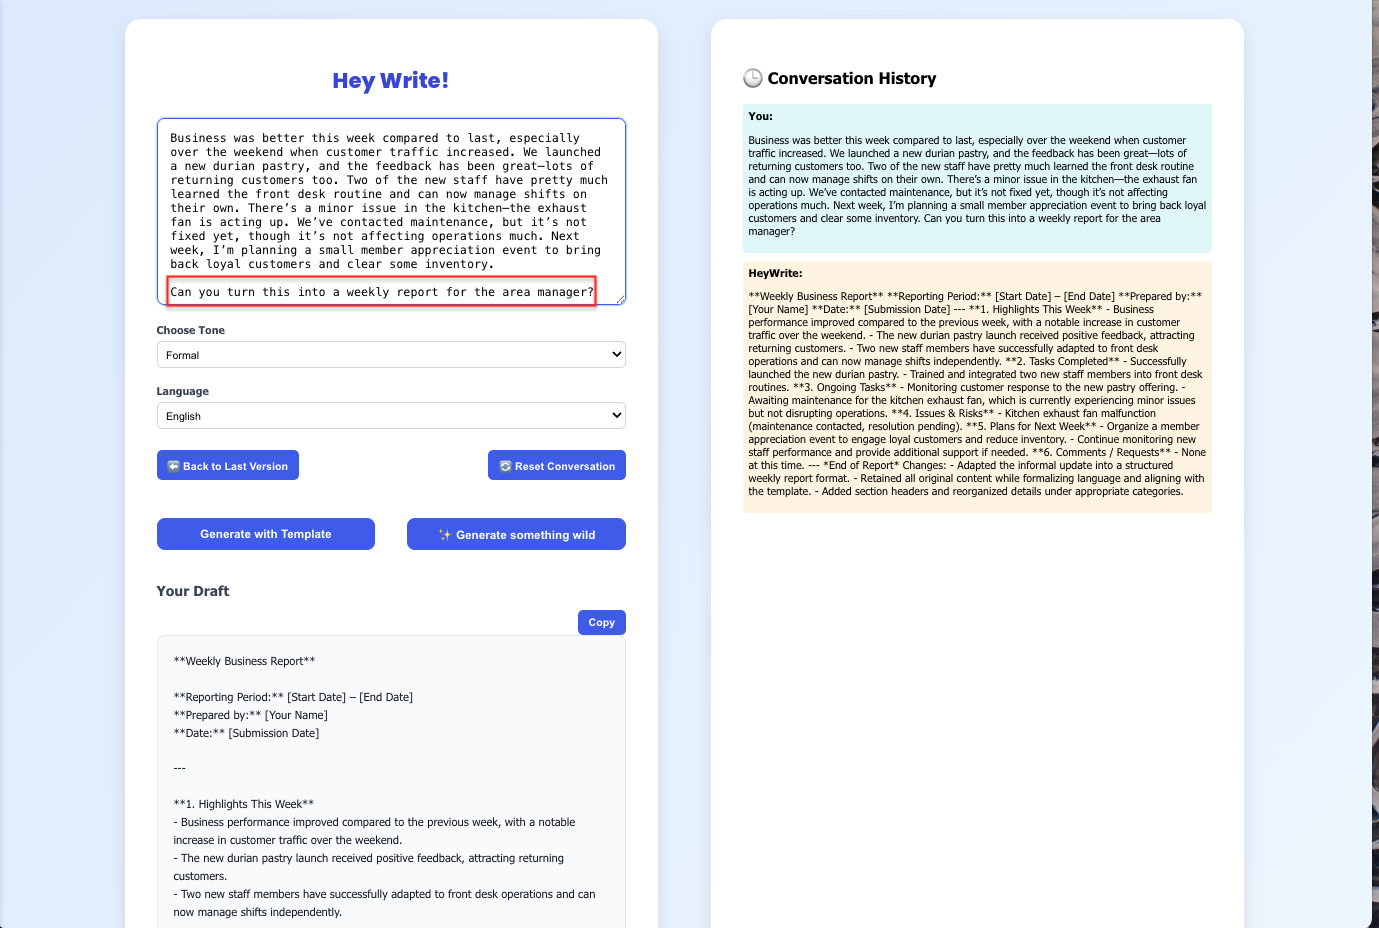 Hey Write!
Business was better this week compared to last, especially
over the weekend when customer traffic increased. We launched
a new durian pastry, and the feedback has been great—lots of
returning customers too. Two of the new staff have pretty much
learned the front desk routine and can now manage shifts on
their own. There’s a minor issue in the kitchen—the exhaust
fan is acting up. We’ve contacted maintenance, but it’s not
fixed yet, though it’s not affecting operations much. Next
week, I’m planning a small member appreciation event to bring
back loyal customers and clear some inventory.
Can you turn this into a weekly report for the area manager?
Choose Tone
Formal
Language
English
Back to Last Version
Reset Conversation
Generate with Template
✨ Generate something wild
Your Draft
Copy
**Weekly Business Report**
**Reporting Period:** [Start Date] – [End Date]
**Prepared by:** [Your Name]
**Date:** [Submission Date]
---
**1. Highlights This Week**
- Business performance improved compared to the previous week, with a notable
increase in customer traffic over the weekend.
- The new durian pastry launch received positive feedback, attracting returning
customers.
- Two new staff members have successfully adapted to front desk operations and can
now manage shifts independently.
Conversation History
You:
Business was better this week compared to last, especially over the weekend when customer
traffic increased. We launched a new durian pastry, and the feedback has been great—lots of
returning customers too. Two of the new staff have pretty much learned the front desk routine
and can now manage shifts on their own. There’s a minor issue in the kitchen—the exhaust fan
is acting up. We’ve contacted maintenance, but it’s not fixed yet, though it’s not affecting
operations much. Next week, I’m planning a small member appreciation event to bring back loyal
customers and clear some inventory. Can you turn this into a weekly report for the area
manager?
HeyWrite:
**Weekly Business Report** **Reporting Period:** [Start Date] – [End Date] **Prepared by:**
[Your Name] **Date:** [Submission Date] --- **1. Highlights This Week** - Business
performance improved compared to the previous week, with a notable increase in customer
traffic over the weekend. - The new durian pastry launch received positive feedback, attracting
returning customers. - Two new staff members have successfully adapted to front desk
operations and can now manage shifts independently. **2. Tasks Completed** - Successfully
launched the new durian pastry. - Trained and integrated two new staff members into front desk
routines. **3. Ongoing Tasks** - Monitoring customer response to the new pastry offering. -
Awaiting maintenance for the kitchen exhaust fan, which is currently experiencing minor issues
but not disrupting operations. **4. Issues & Risks** - Kitchen exhaust fan malfunction
(maintenance contacted, resolution pending). **5. Plans for Next Week** - Organize a member
appreciation event to engage loyal customers and reduce inventory. - Continue monitoring new
staff performance and provide additional support if needed. **6. Comments / Requests** - None
at this time. --- *End of Report* Changes: - Adapted the informal update into a structured
weekly report format. - Retained all original content while formalizing language and aligning with
the template. - Added section headers and reorganized details under appropriate categories.